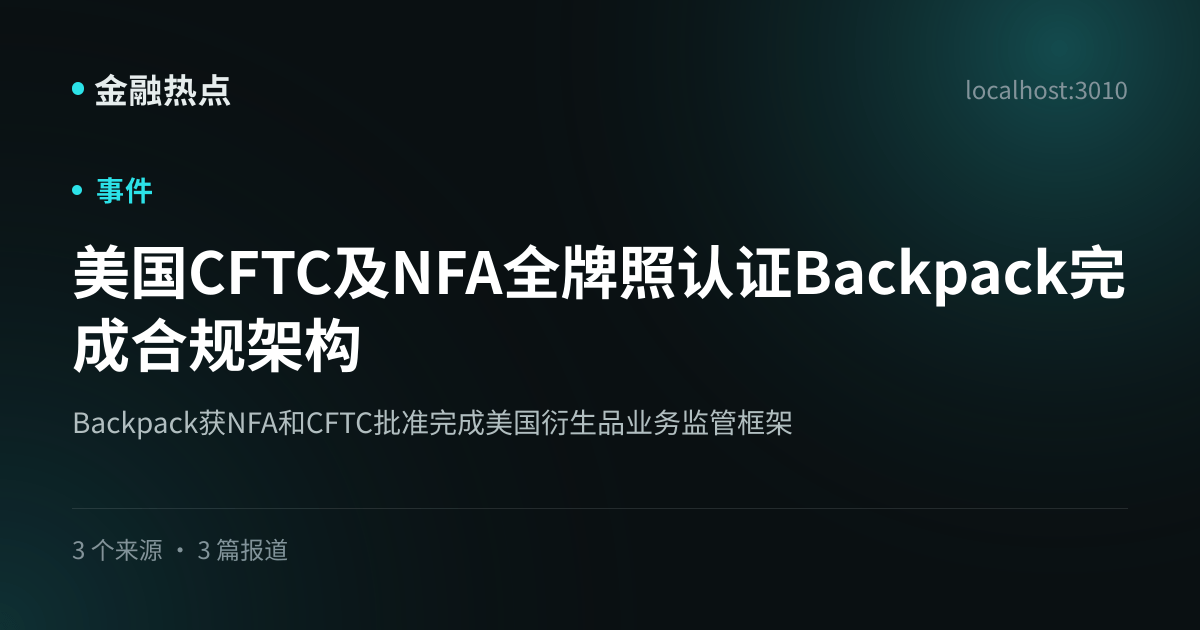 金融热点
localhost:3010
事件
美国CFTC及NFA全牌照认证Backpack完
成合规架构
Backpack获NFA和CFTC批准完成美国衍生品业务监管框架
3 个来源 · 3 篇报道